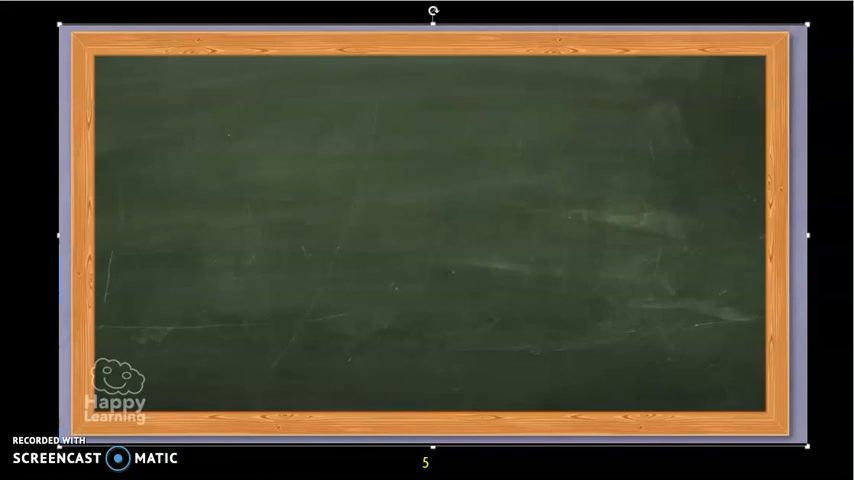 Happy
Learning
RECORDED WITH
SCREENCAST MATIC
5